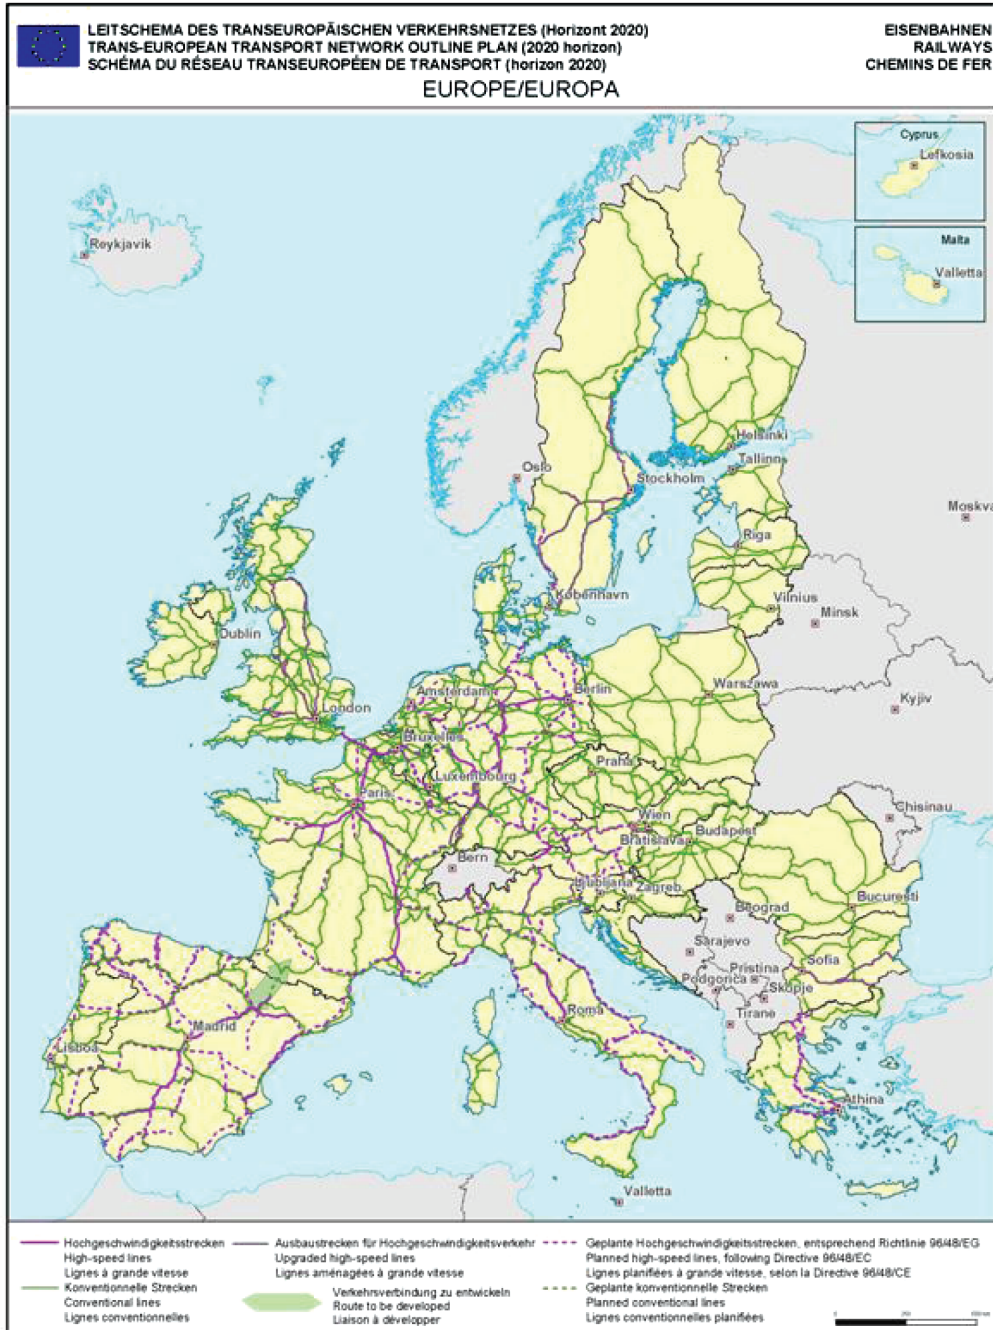 LEITSCHEMA DES TRANSEUROPÄISCHEN VERKEHRSNETZES (Horizont 2020)
TRANS-EUROPEAN TRANSPORT NETWORK OUTLINE PLAN (2020 horizon)
SCHÉMA DU RÉSEAU TRANSEUROPÉEN DE TRANSPORT (horizon 2020)
EISENBAHNEN
RAILWAYS
CHEMINS DE FER
EUROPE/EUROPA
Cyprus
Lefkosia
Malta
Valletta
Reykjavik
Helsinki
Tallinn
Oslo
Stockholm
Moskva
Riga
København
Vilnius
Minsk
Dublin
Amsterdam
Berlin
Warszawa
London
Kyjiv
Bruxelles
Praha
Luxembourg
Paris
Chisinau
Wien
Budapest
Bratislava
Bern
Ljubljana
Zagreb
Bucuresti
Beograd
Sarajevo
Sofia
Pristina
Podgorica
Skopje
Tirane
Roma
Madrid
Lisboa
Athina
Valletta
Hochgeschwindigkeitsstrecken
High-speed lines
Lignes à grande vitesse
Konventionelle Strecken
Conventional lines
Lignes conventionnelles
Ausbaustrecken für Hochgeschwindigkeitsverkehr
Upgraded high-speed lines
Lignes aménagées à grande vitesse
Verkehrsverbindung zu entwickeln
Route to be developed
Liaison à développer
Geplante Hochgeschwindigkeitsstrecken, entsprechend Richtlinie 96/48/EG
Planned high-speed lines, following Directive 96/48/EC
Lignes planifiées à grande vitesse, selon la Directive 96/48/CE
Geplante konventionelle Strecken
Planned conventional lines
Lignes conventionnelles planifiées